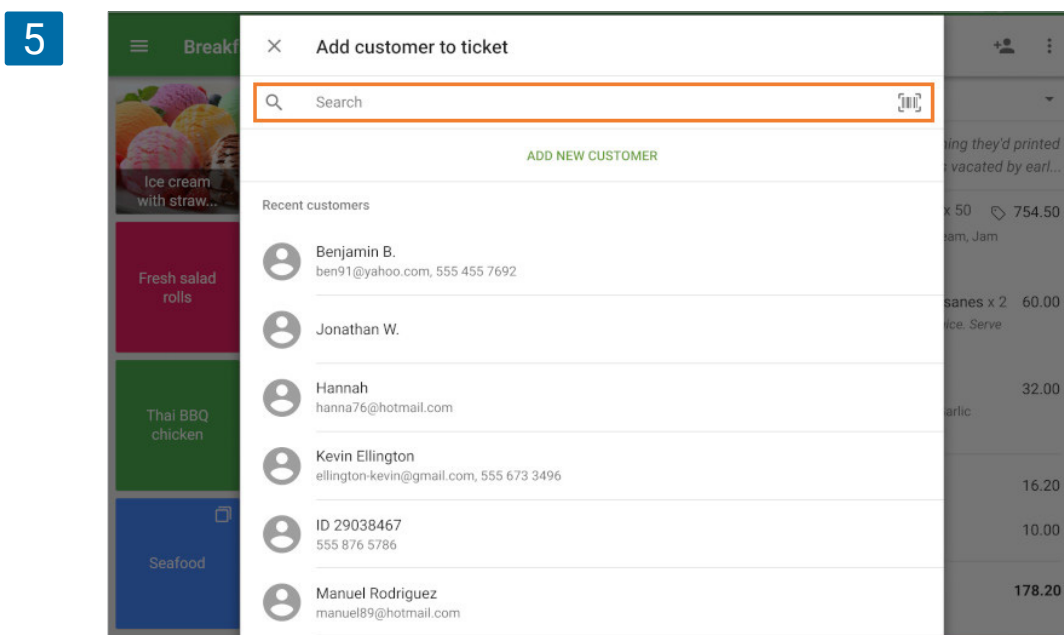 5
Breakf
Add customer to ticket
Search
ADD NEW CUSTOMER
Recent customers
Benjamin B.
ben91@yahoo.com, 555 455 7692
Jonathan W.
Hannah
hanna76@hotmail.com
Kevin Ellington
ellington-kevin@gmail.com, 555 673 3496
ID 29038467
555 876 5786
Manuel Rodriguez
manuel89@hotmail.com
Ice cream
with straw...
Fresh salad
rolls
Thai BBQ
chicken
Seafood
ing they'd printed
vacated by earl...
x 50 754.50
am, Jam
sanes x 2 60.00
ice. Serve
32.00
arlic
16.20
10.00
178.20